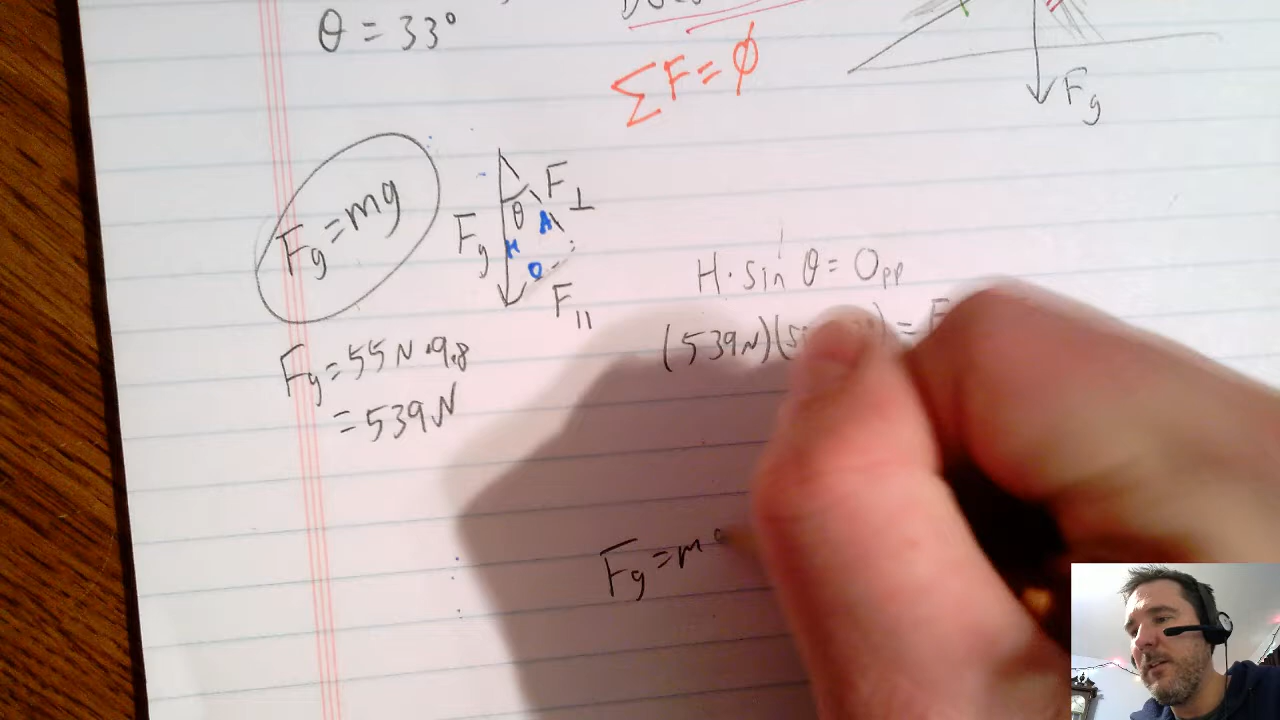 θ = 33°
ΣF = ∅
Fg
Fg = mg
F⊥
θ
A
Fg
H
O
F||
H · sin θ = Opp
(539N)(
) = F
Fg = 55N · 9.8
= 539N
Fg = m